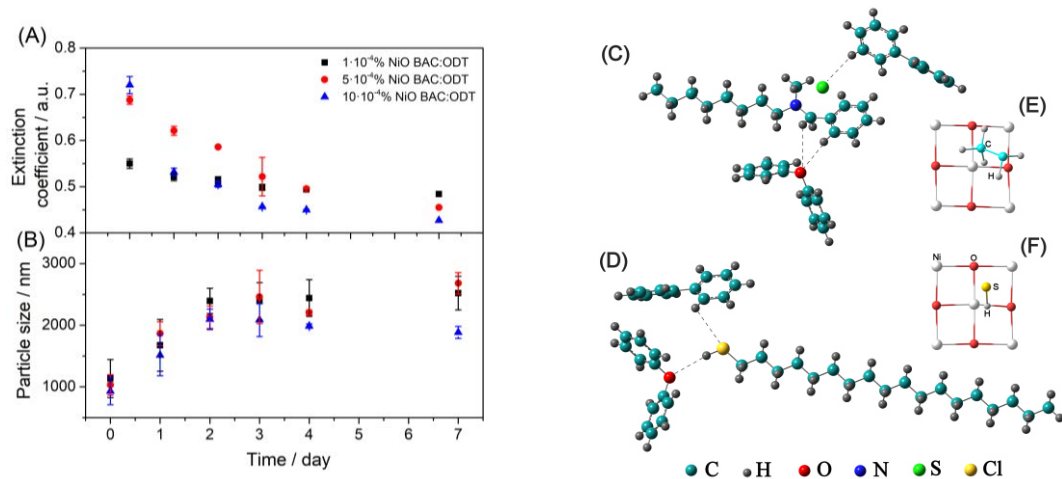 (A)
0.8
0.7
0.6
0.5
0.4
Extinction
coefficient / a.u.
1·10⁻⁴% NiO BAC:ODT
5·10⁻⁴% NiO BAC:ODT
10·10⁻⁴% NiO BAC:ODT
(B)
3000
2000
1000
Particle size / nm
0 1 2 3 4 5 6 7
Time / day
(C)
(E)
C
H
(D)
(F)
Ni O
S
H
C H O N S Cl